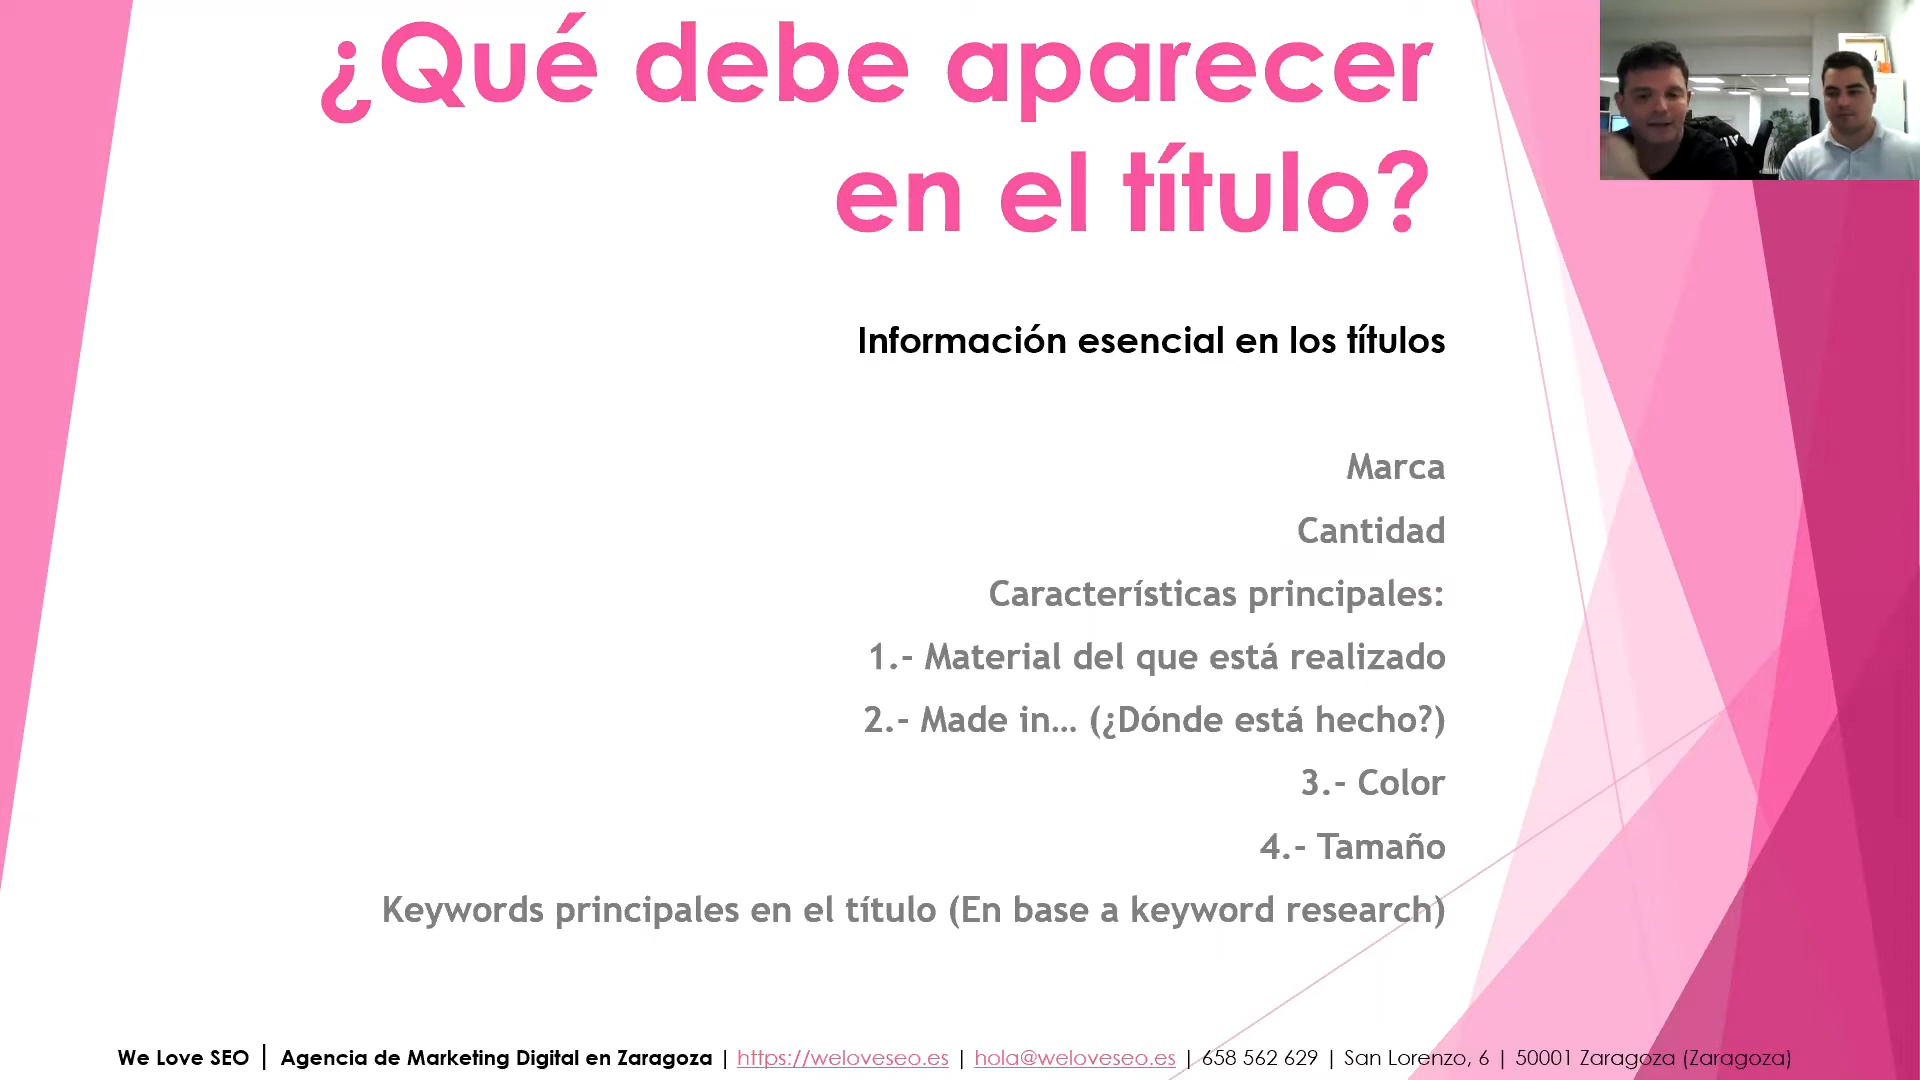 ¿Qué debe aparecer
en el título?
Información esencial en los títulos
Marca
Cantidad
Características principales:
1.- Material del que está realizado
2.- Made in... (¿Dónde está hecho?)
3.- Color
4.- Tamaño
Keywords principales en el título (En base a keyword research)
We Love SEO | Agencia de Marketing Digital en Zaragoza | https://weloveseo.es | hola@weloveseo.es | 658 562 629 | San Lorenzo, 6 | 50001 Zaragoza (Zaragoza)